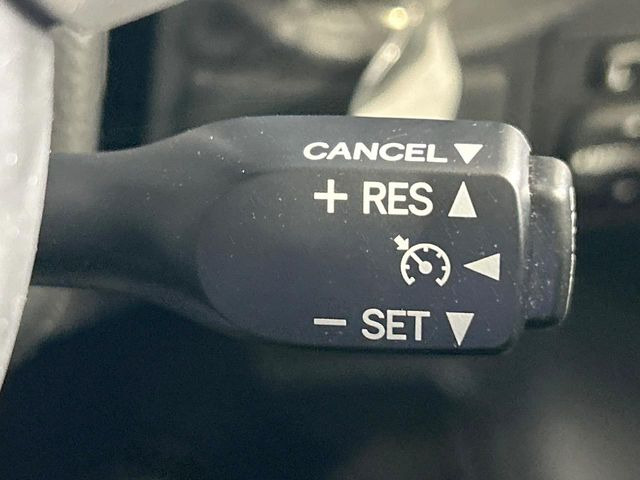 CANCEL ▼
+ RES ▲
◀
− SET ▼